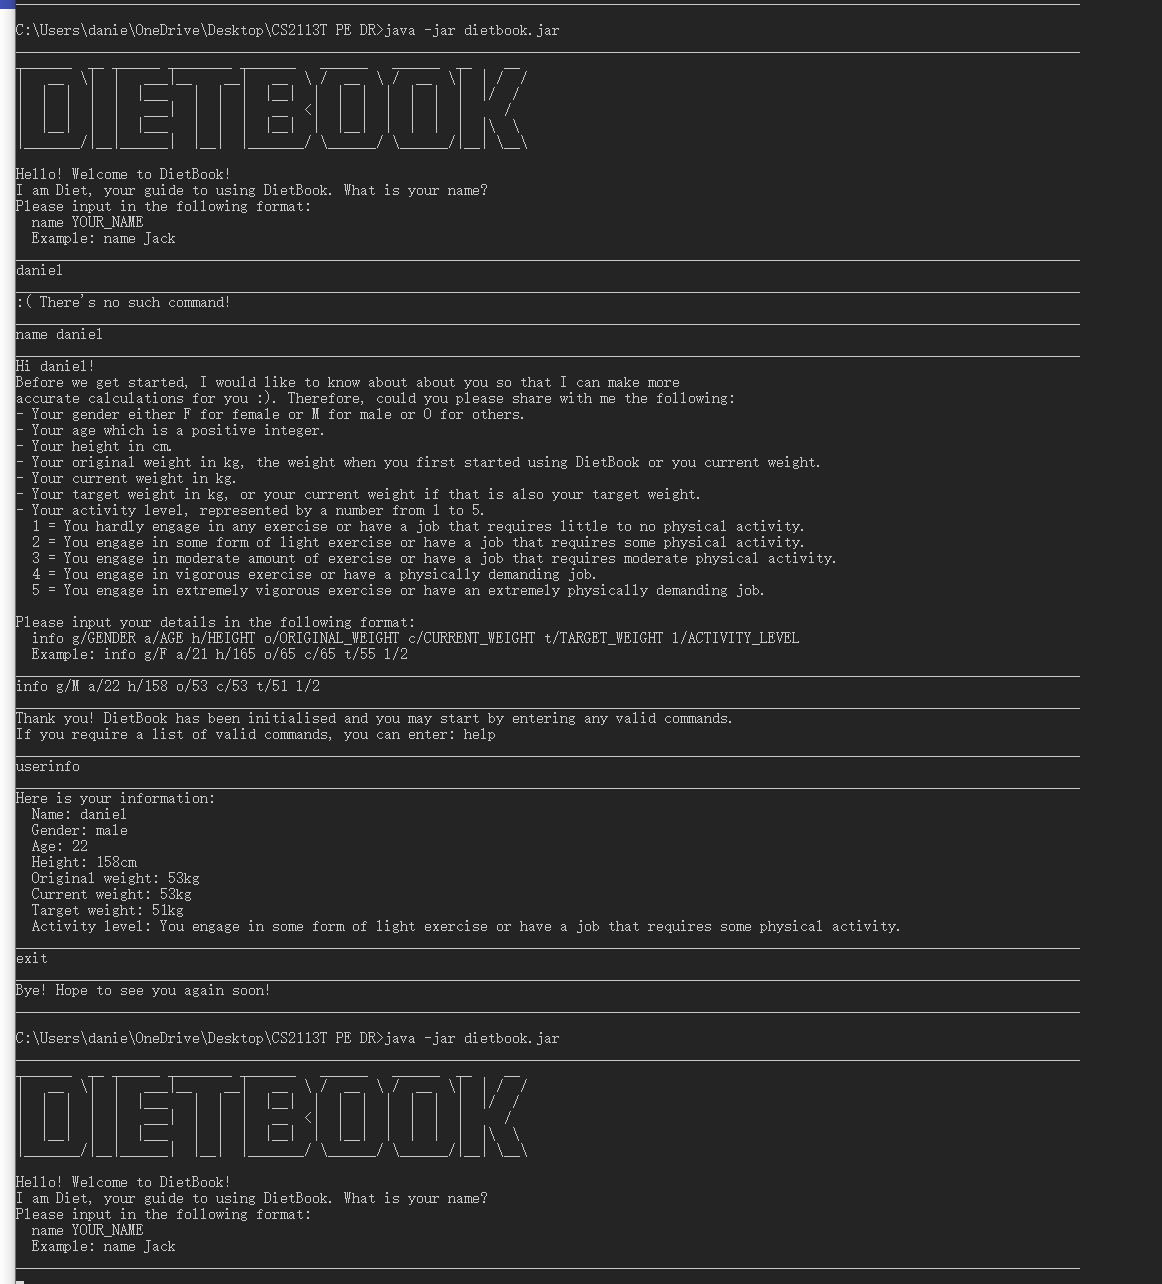 C:\Users\danie\OneDrive\Desktop\CS2113T PE DR>java -jar dietbook.jar
DIETBOOK
Hello! Welcome to DietBook!
I am Diet, your guide to using DietBook. What is your name?
Please input in the following format:
name YOUR_NAME
Example: name Jack
daniel
:( There's no such command!
name daniel
Hi daniel!
Before we get started, I would like to know about about you so that I can make more
accurate calculations for you :). Therefore, could you please share with me the following:
- Your gender either F for female or M for male or O for others.
- Your age which is a positive integer.
- Your height in cm.
- Your original weight in kg, the weight when you first started using DietBook or you current weight.
- Your current weight in kg.
- Your target weight in kg, or your current weight if that is also your target weight.
- Your activity level, represented by a number from 1 to 5.
1 = You hardly engage in any exercise or have a job that requires little to no physical activity.
2 = You engage in some form of light exercise or have a job that requires some physical activity.
3 = You engage in moderate amount of exercise or have a job that requires moderate physical activity.
4 = You engage in vigorous exercise or have a physically demanding job.
5 = You engage in extremely vigorous exercise or have an extremely physically demanding job.
Please input your details in the following format:
info g/GENDER a/AGE h/HEIGHT o/ORIGINAL_WEIGHT c/CURRENT_WEIGHT t/TARGET_WEIGHT l/ACTIVITY_LEVEL
Example: info g/F a/21 h/165 o/65 c/65 t/55 l/2
info g/M a/22 h/158 o/53 c/53 t/51 l/2
Thank you! DietBook has been initialised and you may start by entering any valid commands.
If you require a list of valid commands, you can enter: help
userinfo
Here is your information:
Name: daniel
Gender: male
Age: 22
Height: 158cm
Original weight: 53kg
Current weight: 53kg
Target weight: 51kg
Activity level: You engage in some form of light exercise or have a job that requires some physical activity.
exit
Bye! Hope to see you again soon!
C:\Users\danie\OneDrive\Desktop\CS2113T PE DR>java -jar dietbook.jar
DIETBOOK
Hello! Welcome to DietBook!
I am Diet, your guide to using DietBook. What is your name?
Please input in the following format:
name YOUR_NAME
Example: name Jack